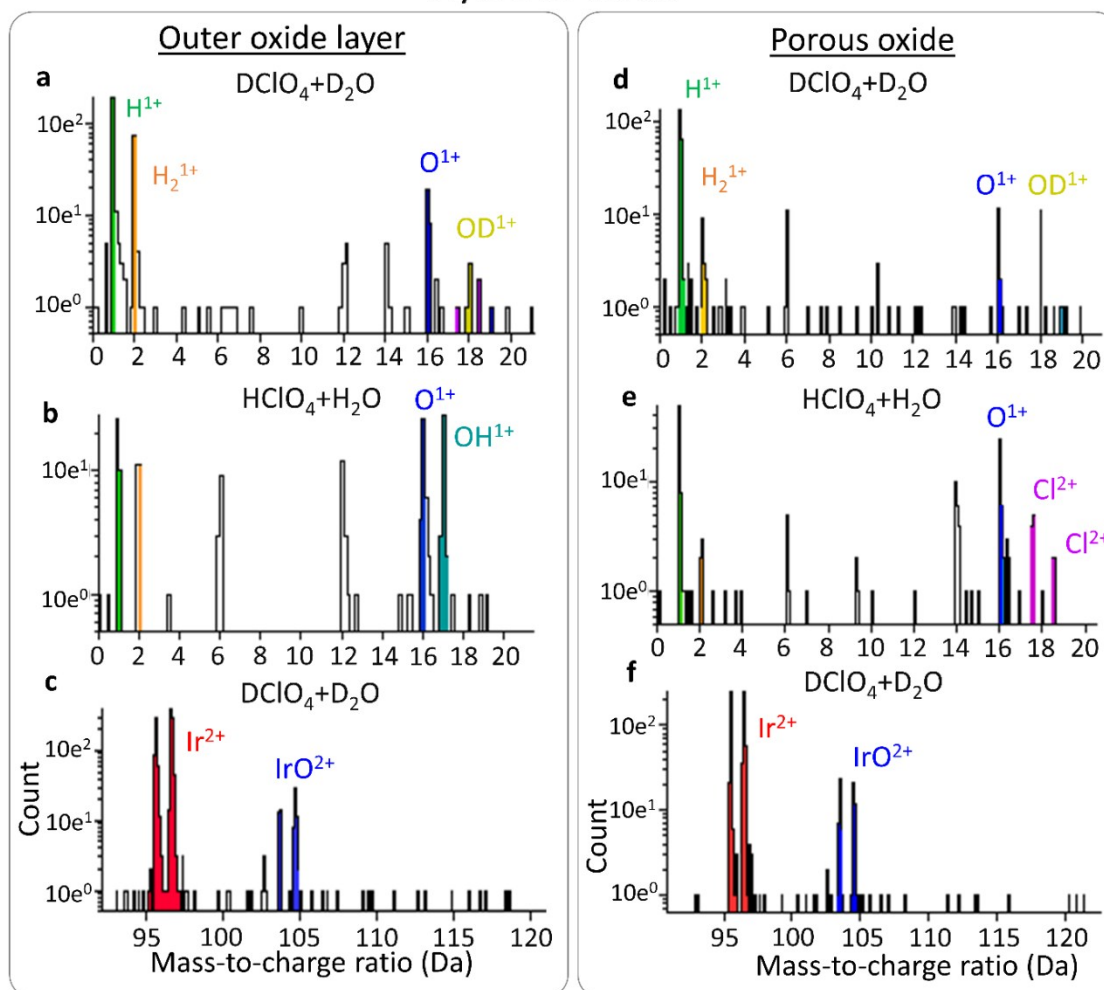 Outer oxide layer
a
DClO₄+D₂O
10e²
10e¹
10e⁰
H¹⁺
H₂¹⁺
O¹⁺
OD¹⁺
0 2 4 6 8 10 12 14 16 18 20
b
HClO₄+H₂O
10e¹
10e⁰
O¹⁺
OH¹⁺
0 2 4 6 8 10 12 14 16 18 20
c
DClO₄+D₂O
Count
10e²
10e¹
10e⁰
Ir²⁺
IrO²⁺
95 100 105 110 115 120
Mass-to-charge ratio (Da)
Porous oxide
d
DClO₄+D₂O
10e²
10e¹
10e⁰
H¹⁺
H₂¹⁺
O¹⁺
OD¹⁺
0 2 4 6 8 10 12 14 16 18 20
e
HClO₄+H₂O
10e¹
10e⁰
O¹⁺
Cl²⁺
Cl²⁺
0 2 4 6 8 10 12 14 16 18 20
f
DClO₄+D₂O
Count
10e²
10e¹
10e⁰
Ir²⁺
IrO²⁺
95 100 105 110 115 120
Mass-to-charge ratio (Da)